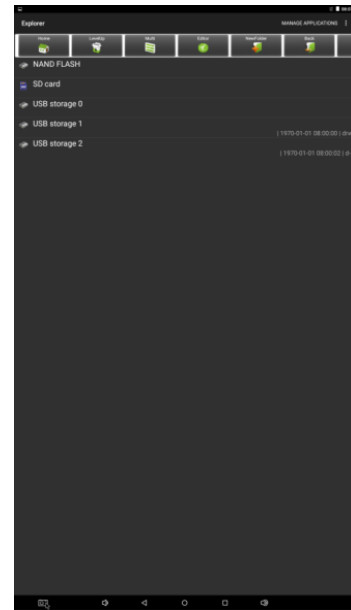 Explorer
MANAGE APPLICATIONS
Home LevelUp Multi Editor NewFolder Back
NAND FLASH
SD card
USB storage 0
USB storage 1
| 1970-01-01 08:00:00 | drw
USB storage 2
| 1970-01-01 08:00:02 | d